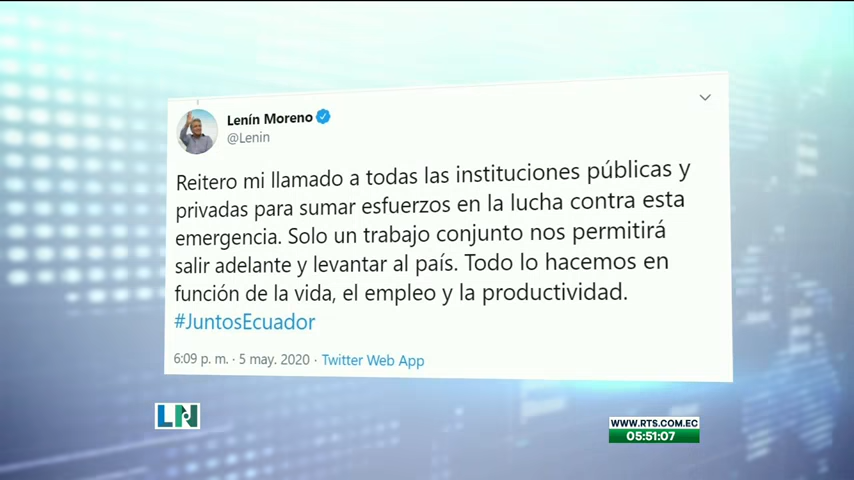 Lenín Moreno
@Lenin
Reitero mi llamado a todas las instituciones públicas y
privadas para sumar esfuerzos en la lucha contra esta
emergencia. Solo un trabajo conjunto nos permitirá
salir adelante y levantar al país. Todo lo hacemos en
función de la vida, el empleo y la productividad.
#JuntosEcuador
6:09 p. m. · 5 may. 2020 · Twitter Web App
LN
WWW.RTS.COM.EC
05:51:07